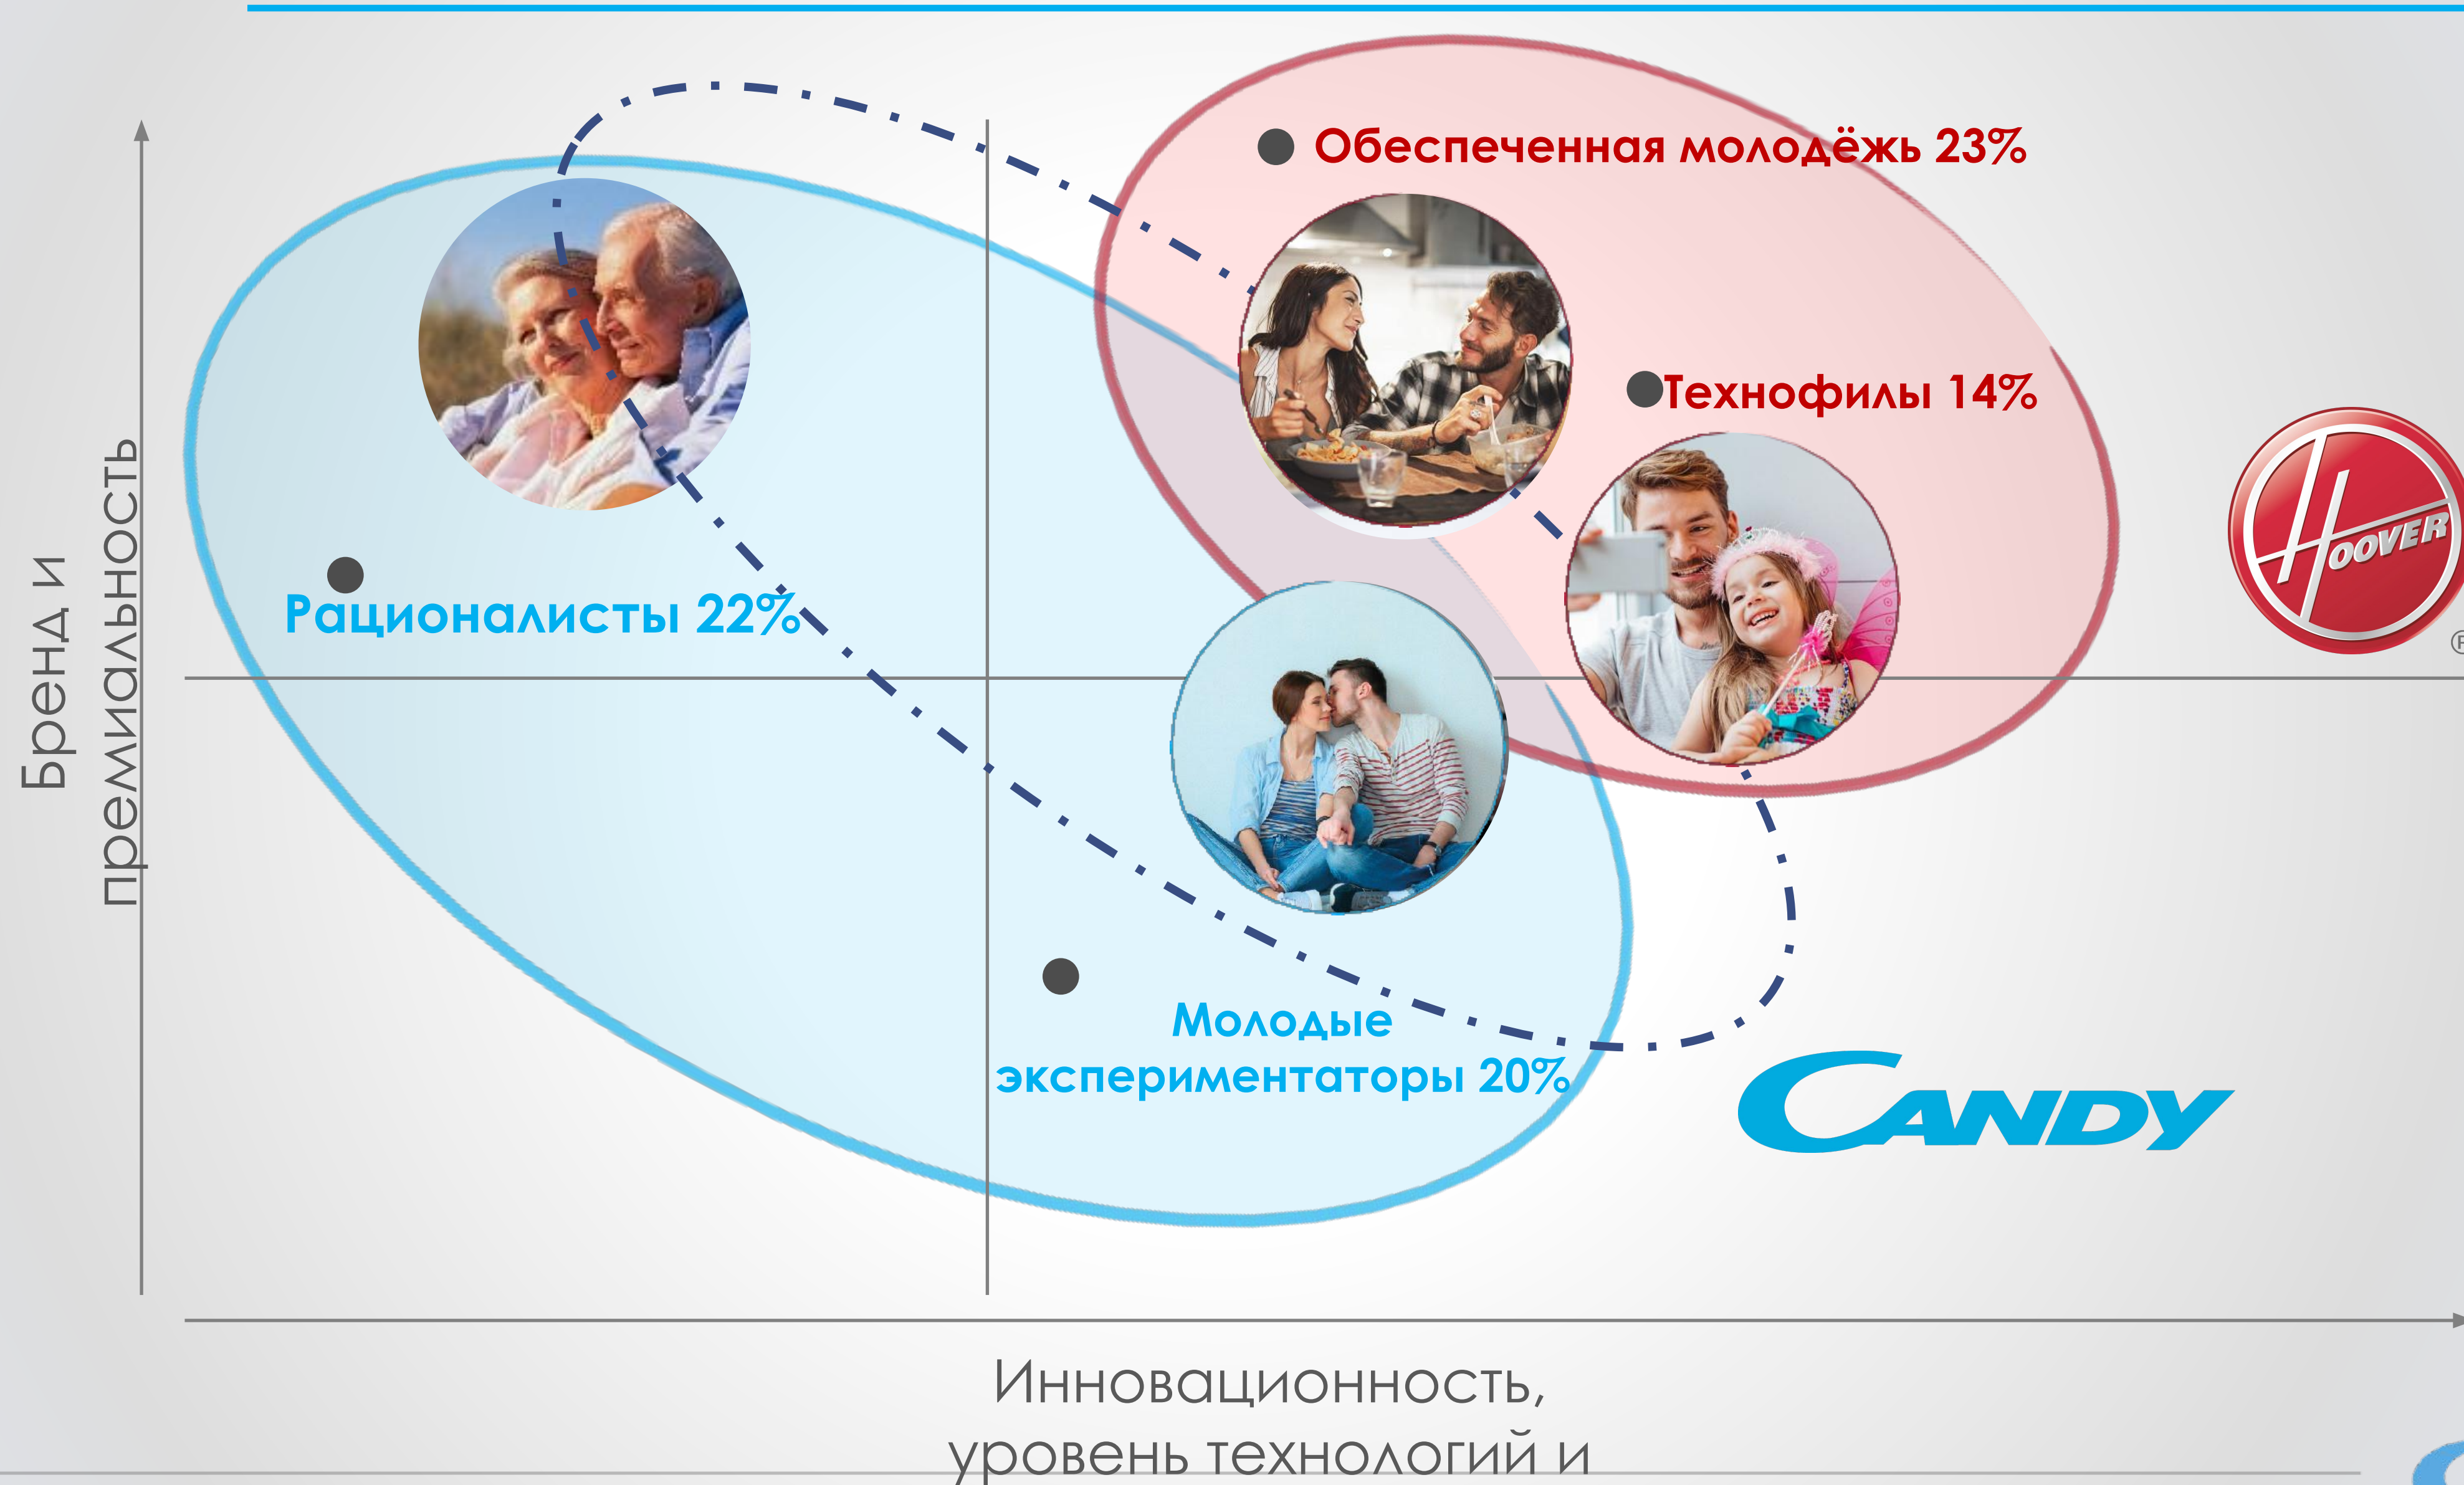 Обеспеченная молодёжь 23%
Технофилы 14%
HOOVER
®
Рационалисты 22%
Бренд и
премиальность
Молодые
экспериментаторы 20%
CANDY
Инновационность,
уровень технологий и